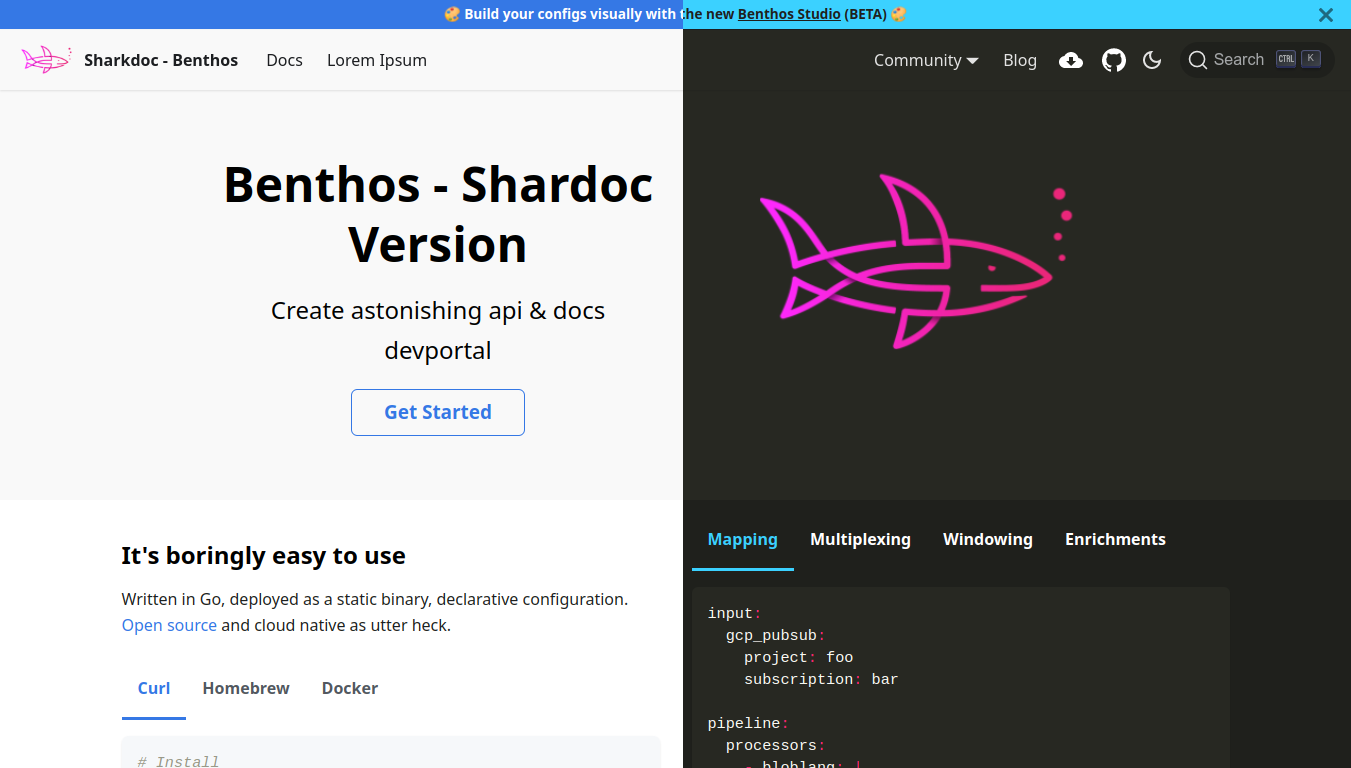 🎨 Build your configs visually with the new Benthos Studio (BETA) 🎨
Sharkdoc - Benthos Docs Lorem Ipsum Community Blog Search CTRL K
Benthos - Shardoc
Version
Create astonishing api & docs
devportal
Get Started
It's boringly easy to use
Written in Go, deployed as a static binary, declarative configuration.
Open source and cloud native as utter heck.
Curl Homebrew Docker
# Install
Mapping Multiplexing Windowing Enrichments
input:
  gcp_pubsub:
    project: foo
    subscription: bar
pipeline:
  processors:
    - bloblang: |